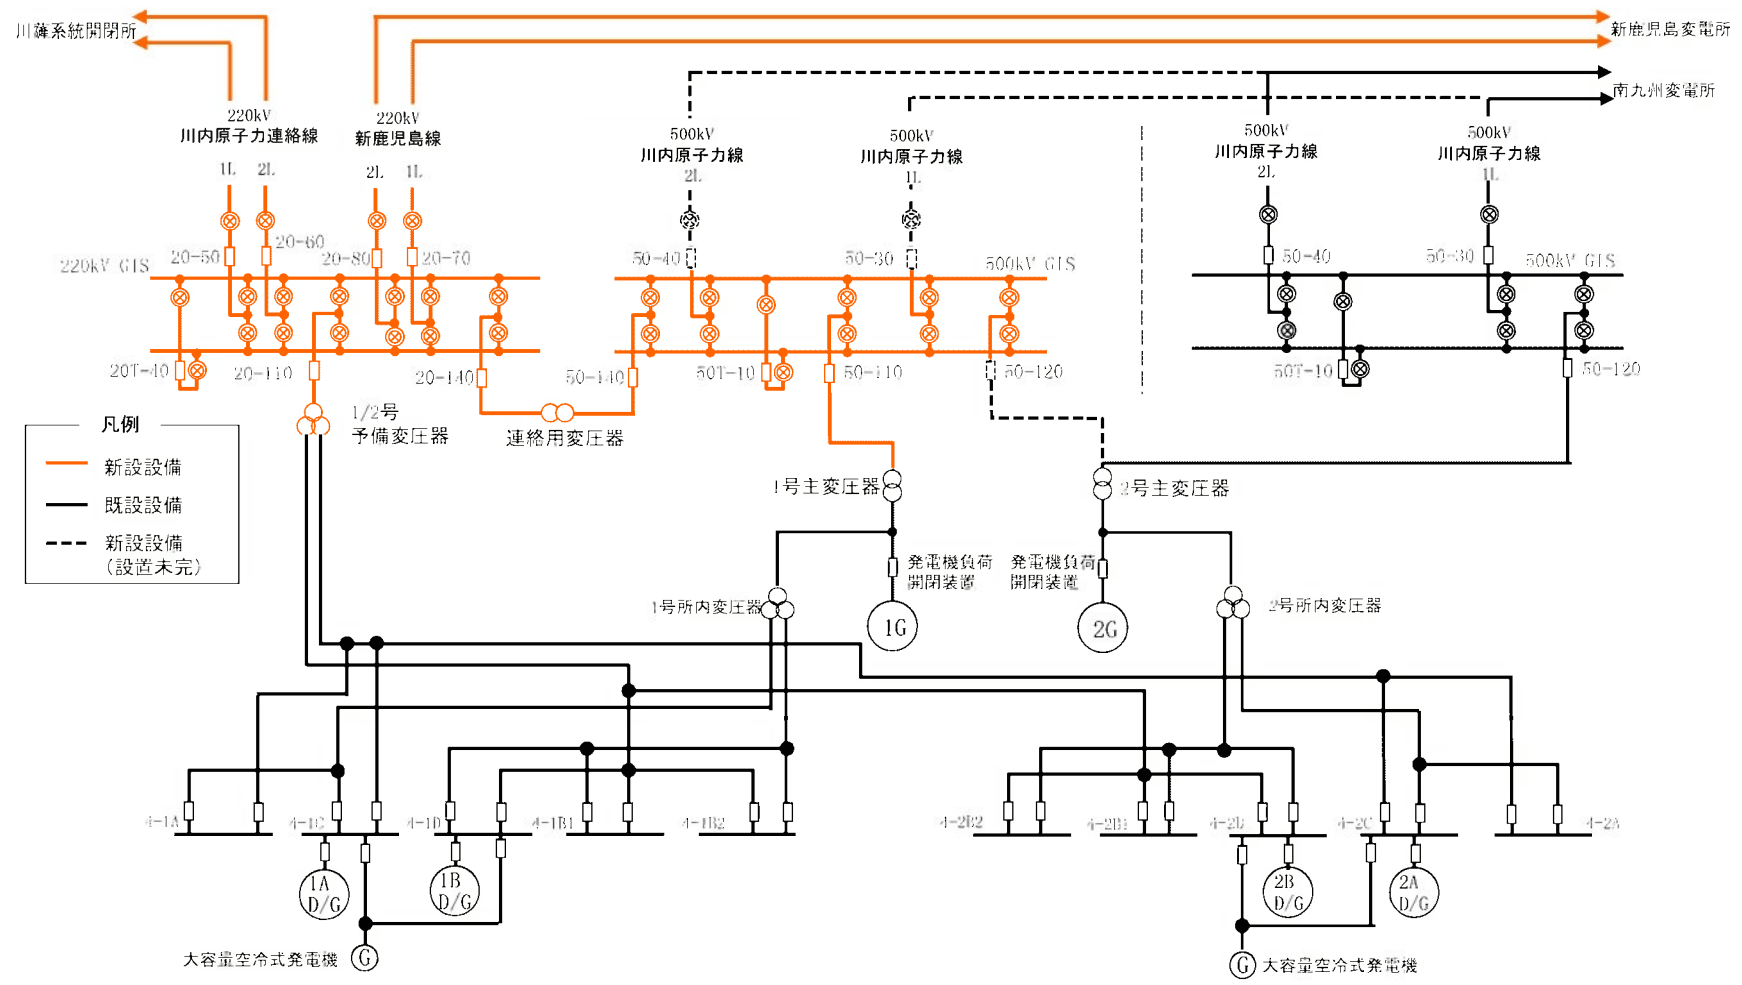 川薩系統開閉所
新鹿児島変電所
南九州変電所
220kV
川内原子力連絡線
1L 2L
220kV
新鹿児島線
2L 1L
500kV
川内原子力線
2L
500kV
川内原子力線
1L
500kV
川内原子力線
2L
500kV
川内原子力線
1L
220kV GIS
20-50
20-60
20-80
20-70
50-40
50-30
500kV GIS
50-40
50-30
500kV GIS
20T-40
20-110
20-140
50-140
50T-10
50-110
50-120
50T-10
50-120
1/2号
予備変圧器
連絡用変圧器
凡例
新設設備
既設設備
新設設備
(設置未完)
1号主変圧器
2号主変圧器
発電機負荷
開閉装置
発電機負荷
開閉装置
1号所内変圧器
1G
2G
2号所内変圧器
4-1A
4-1C
4-1D
4-1B1
4-1B2
4-2B2
4-2B1
4-2D
4-2C
4-2A
1A
D/G
1B
D/G
2B
D/G
2A
D/G
大容量空冷式発電機
G
G
大容量空冷式発電機